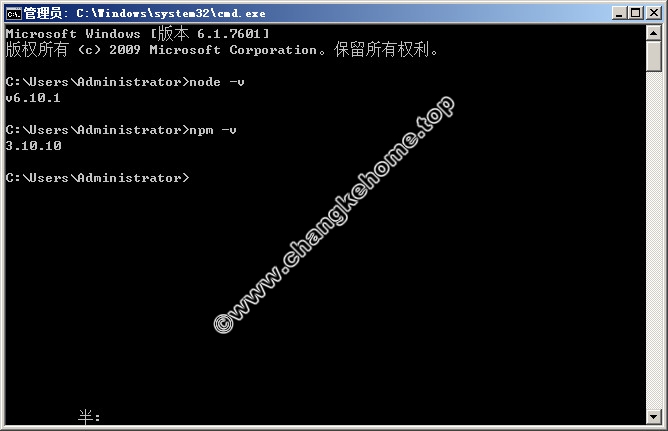 管理员: C:\Windows\system32\cmd.exe
Microsoft Windows [版本 6.1.7601]
版权所有 (c) 2009 Microsoft Corporation。保留所有权利。
C:\Users\Administrator>node -v
v6.10.1
C:\Users\Administrator>npm -v
3.10.10
C:\Users\Administrator>
©www.changkehome.top
半: